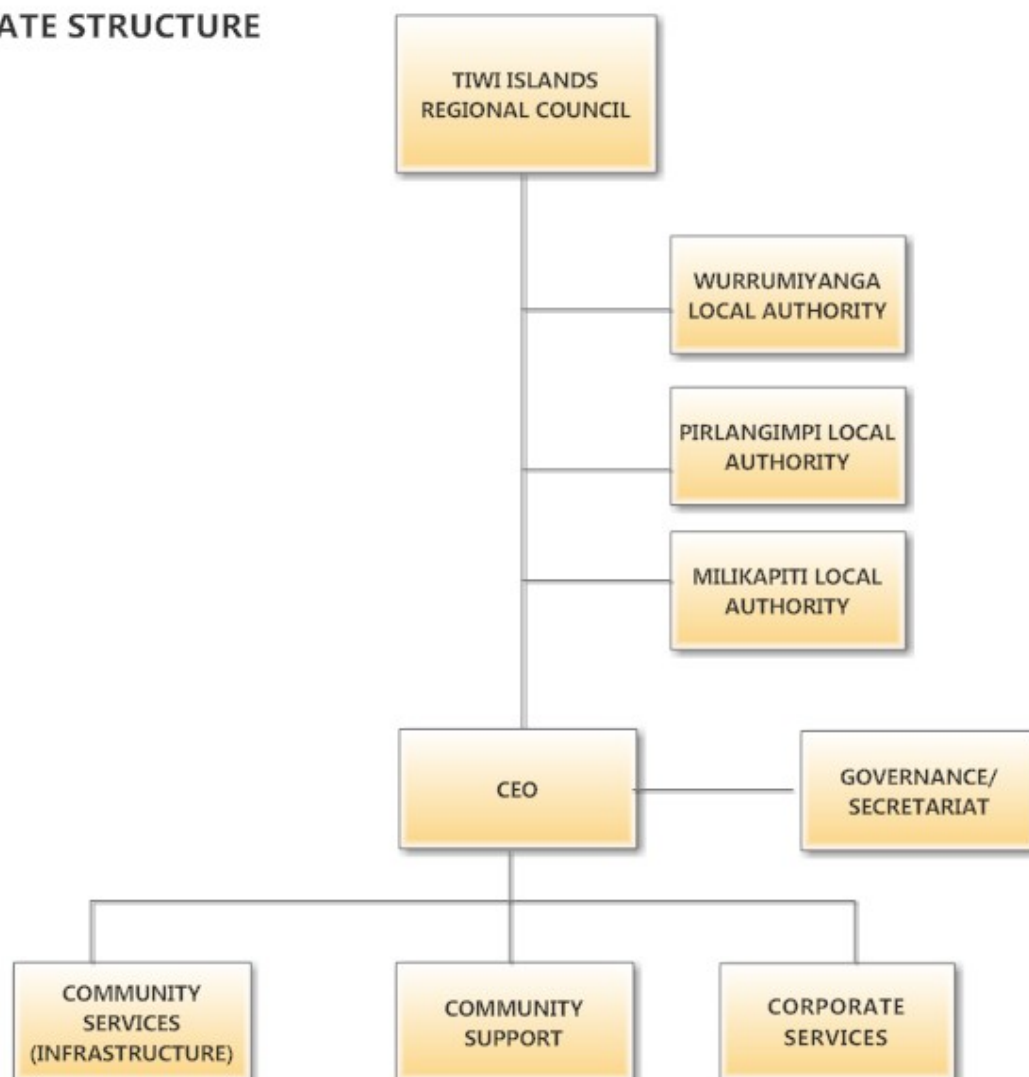 ATE STRUCTURE
TIWI ISLANDS
REGIONAL COUNCIL
WURRUMIYANGA
LOCAL AUTHORITY
PIRLANGIMPI LOCAL
AUTHORITY
MILIKAPITI LOCAL
AUTHORITY
CEO
GOVERNANCE/
SECRETARIAT
COMMUNITY
SERVICES
(INFRASTRUCTURE)
COMMUNITY
SUPPORT
CORPORATE
SERVICES